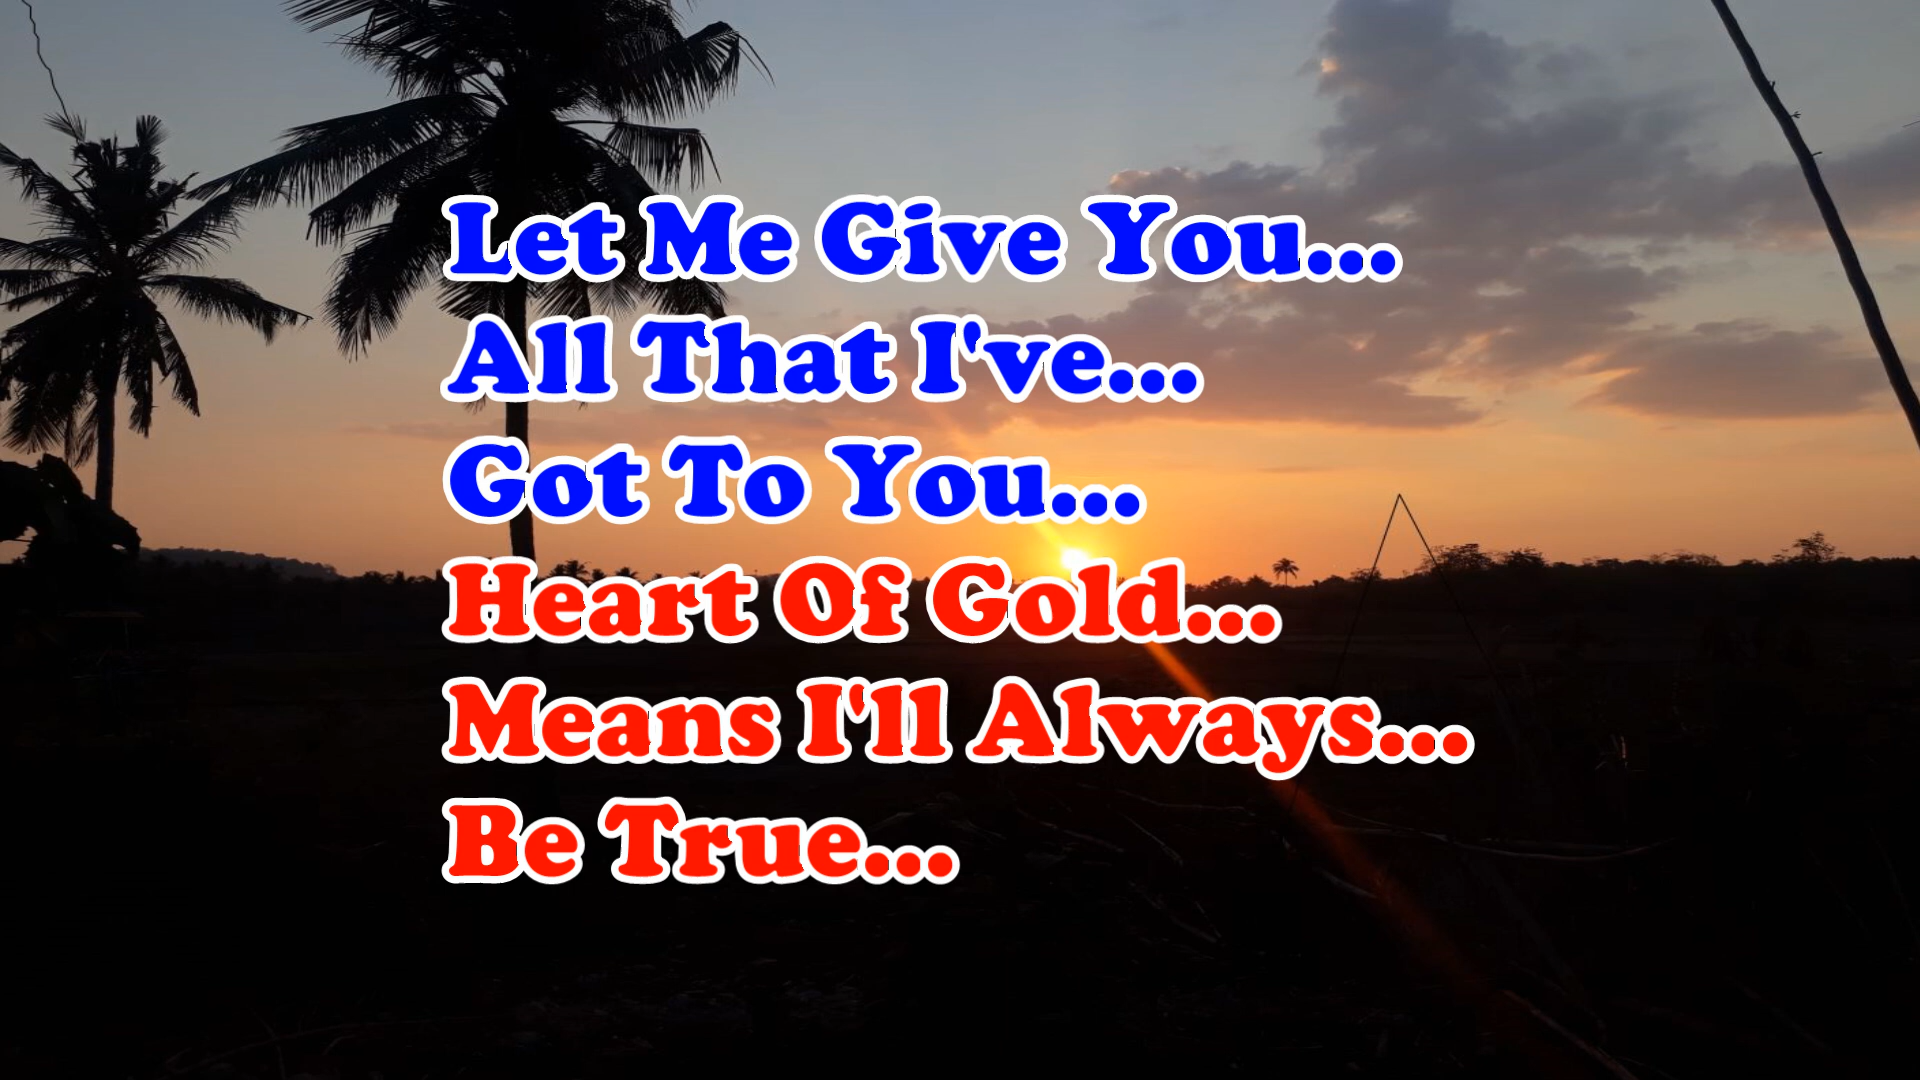 Let Me Give You...
All That I've...
Got To You...
Heart Of Gold...
Means I'll Always...
Be True...